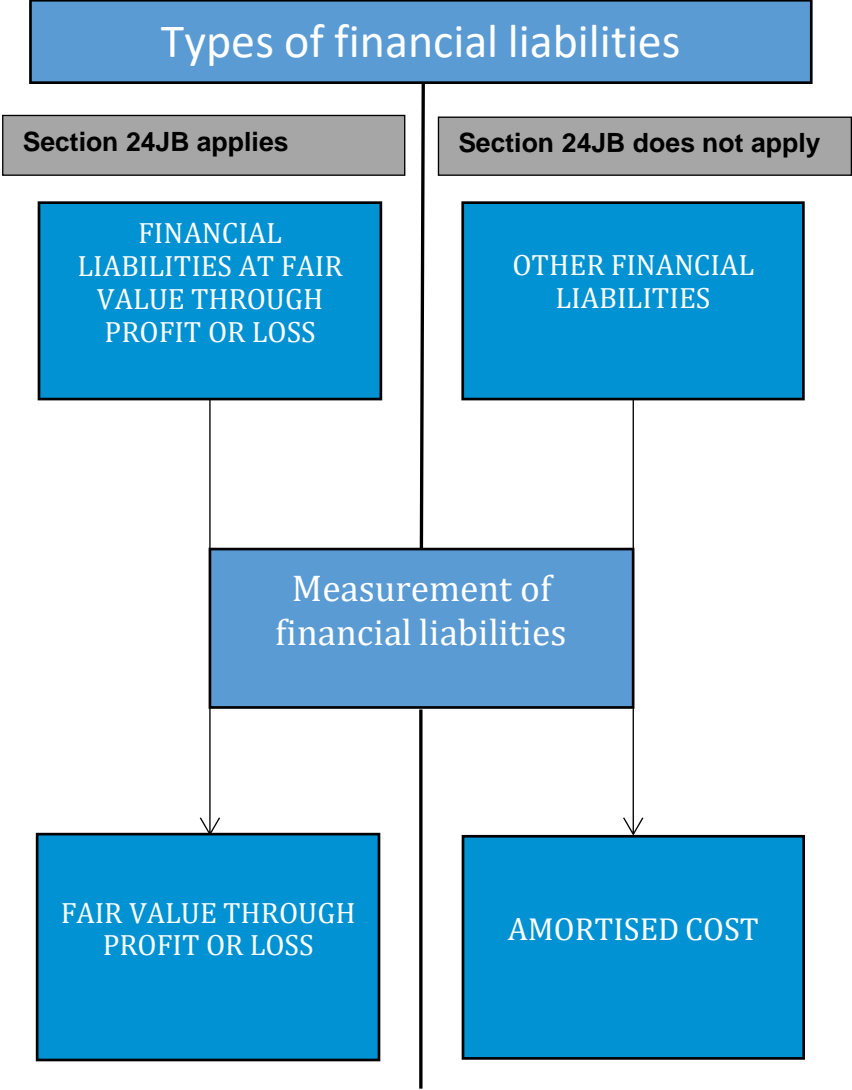 Types of financial liabilities
Section 24JB applies
Section 24JB does not apply
FINANCIAL
LIABILITIES AT FAIR
VALUE THROUGH
PROFIT OR LOSS
OTHER FINANCIAL
LIABILITIES
Measurement of
financial liabilities
FAIR VALUE THROUGH
PROFIT OR LOSS
AMORTISED COST